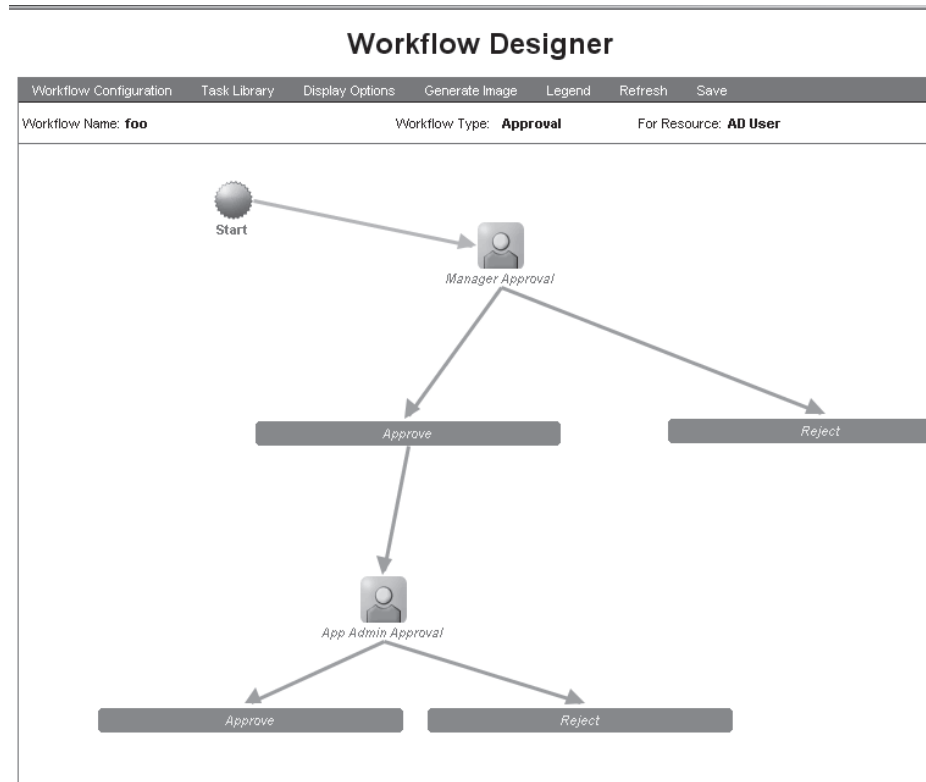 Workflow Designer
Workflow Configuration Task Library Display Options Generate Image Legend Refresh Save
Workflow Name: foo Workflow Type: Approval For Resource: AD User
Start
Manager Approval
Approve Reject
App Admin Approval
Approve Reject